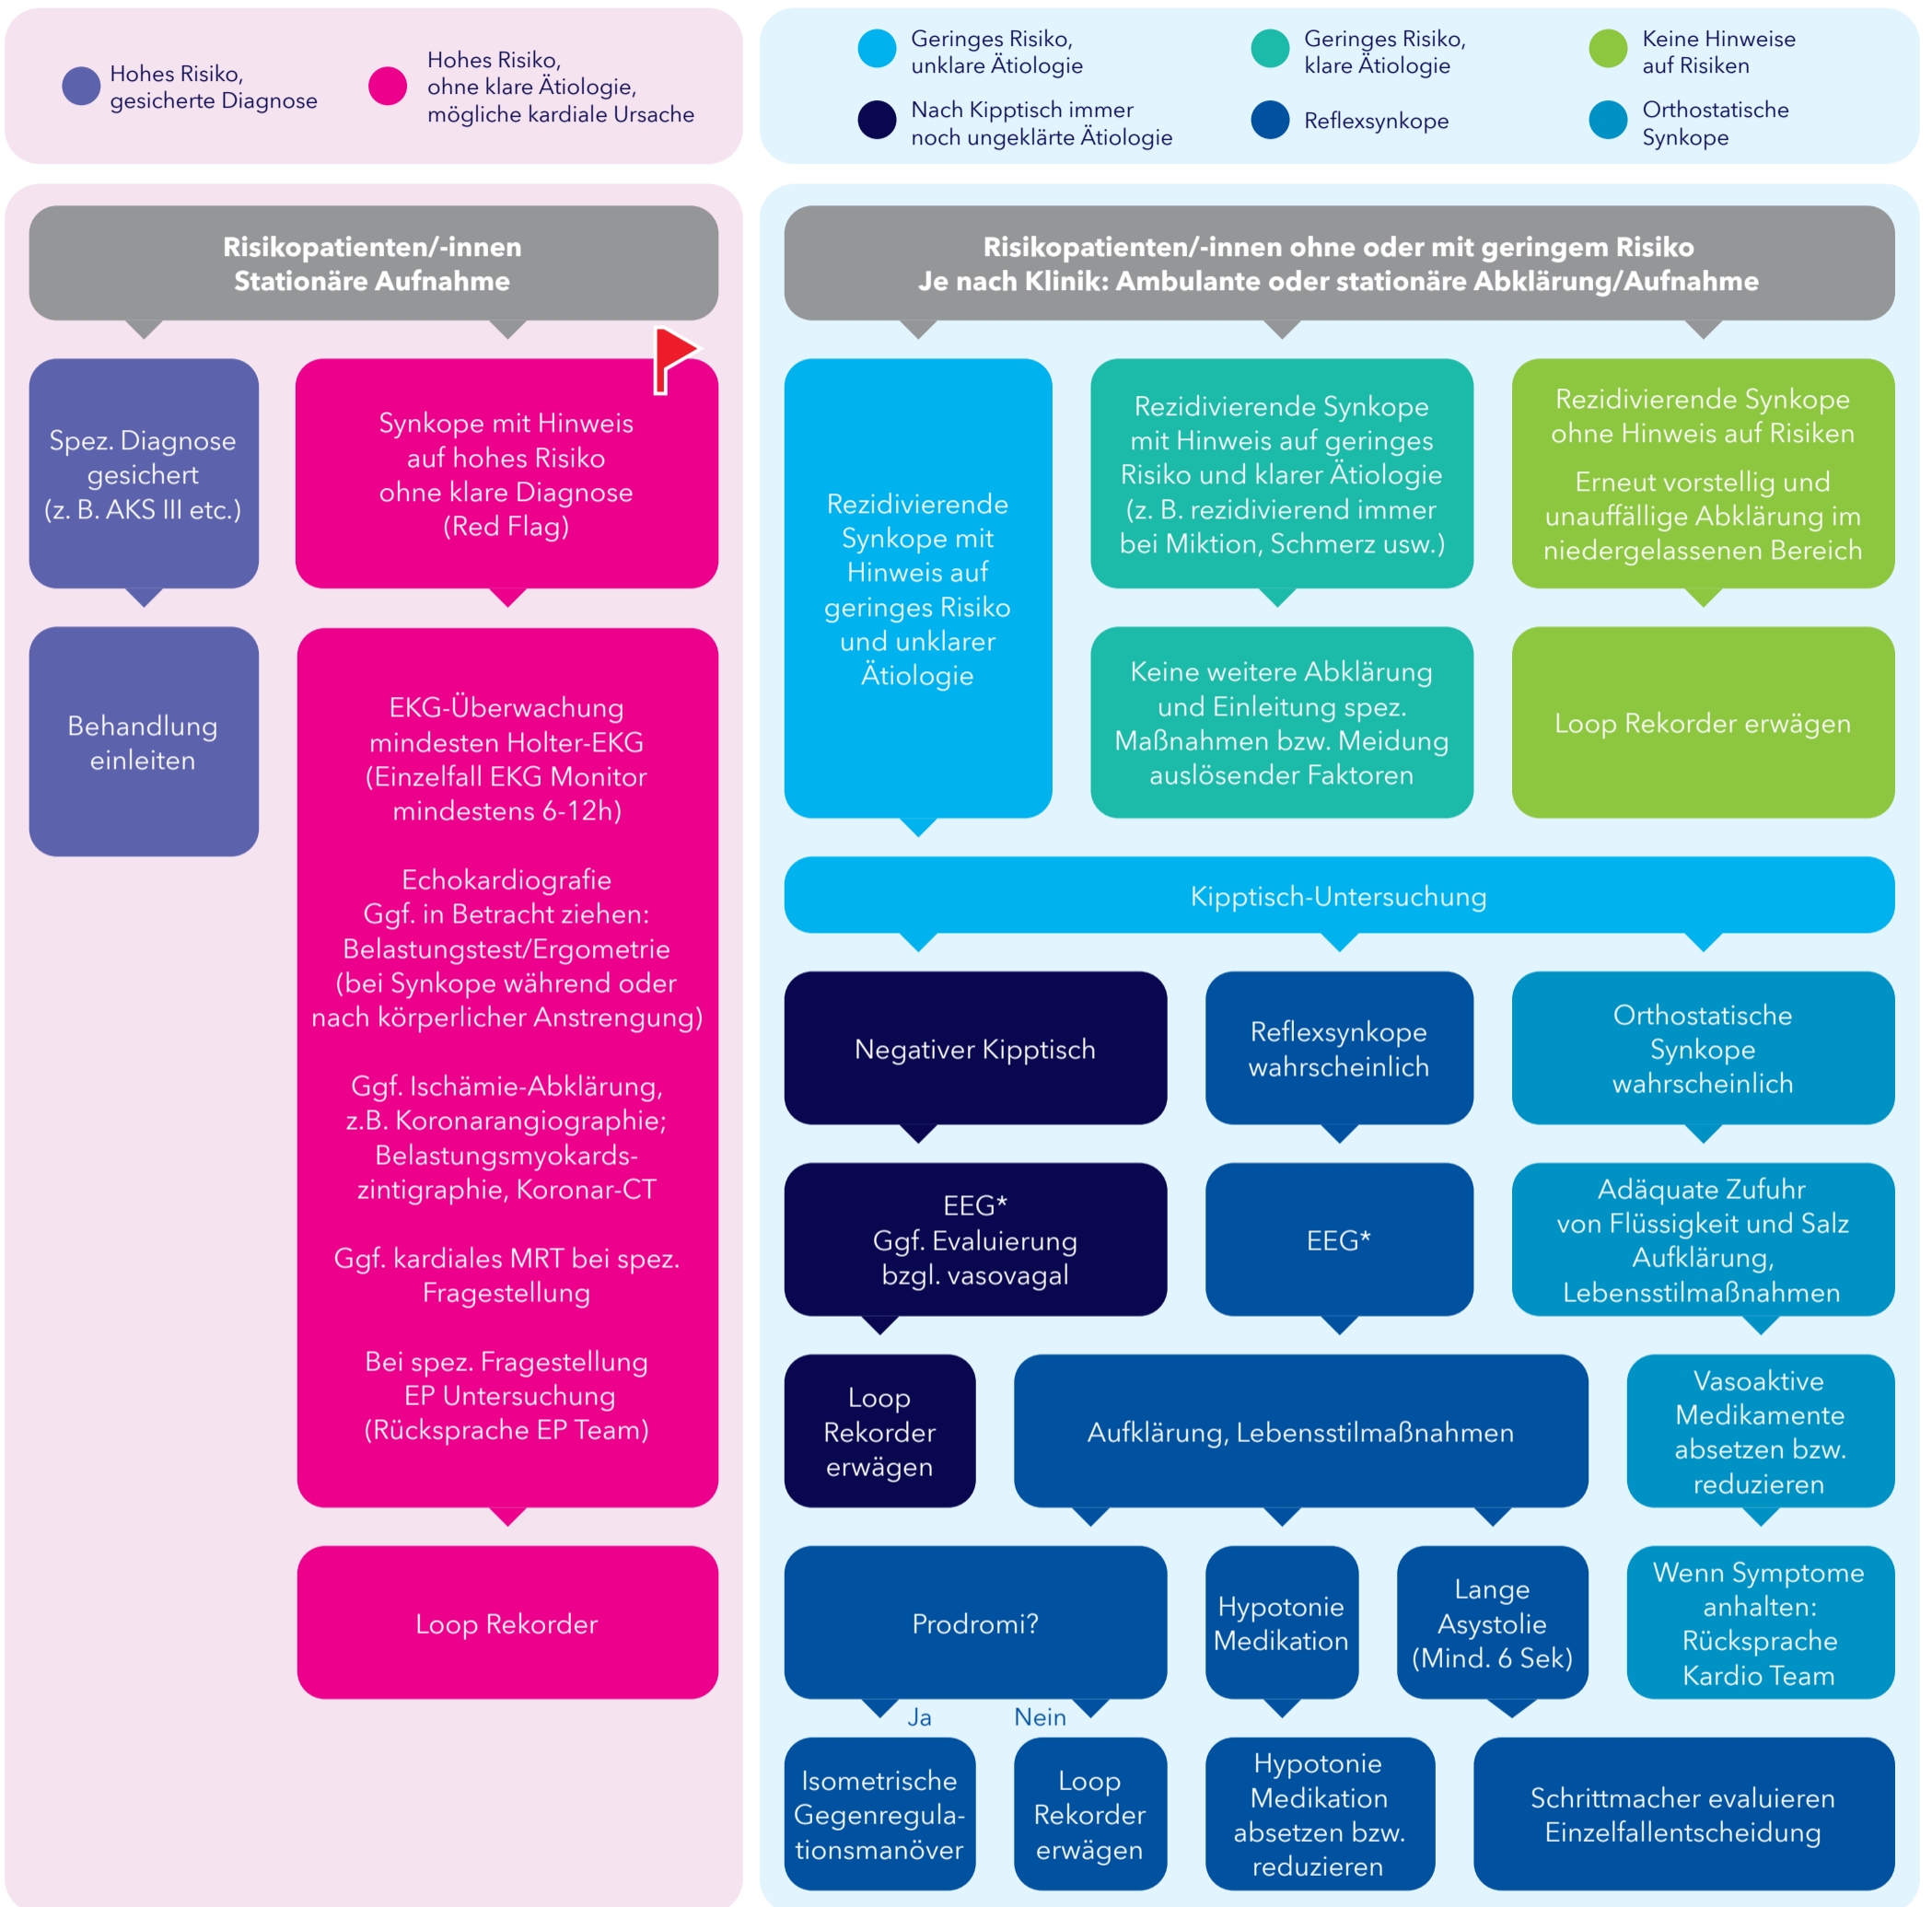 Hohes Risiko,
gesicherte Diagnose
Hohes Risiko,
ohne klare Ätiologie,
mögliche kardiale Ursache
Geringes Risiko,
unklare Ätiologie
Geringes Risiko,
klare Ätiologie
Keine Hinweise
auf Risiken
Nach Kipptisch immer
noch ungeklärte Ätiologie
Reflexsynkope
Orthostatische
Synkope
Risikopatienten/-innen
Stationäre Aufnahme
Spez. Diagnose
gesichert
(z. B. AKS III etc.)
Behandlung
einleiten
Synkope mit Hinweis
auf hohes Risiko
ohne klare Diagnose
(Red Flag)
EKG-Überwachung
mindesten Holter-EKG
(Einzelfall EKG Monitor
mindestens 6-12h)
Echokardiografie
Ggf. in Betracht ziehen:
Belastungstest/Ergometrie
(bei Synkope während oder
nach körperlicher Anstrengung)
Ggf. Ischämie-Abklärung,
z.B. Koronarangiographie;
Belastungsmyokards-
zintigraphie, Koronar-CT
Ggf. kardiales MRT bei spez.
Fragestellung
Bei spez. Fragestellung
EP Untersuchung
(Rücksprache EP Team)
Loop Rekorder
Risikopatienten/-innen ohne oder mit geringem Risiko
Je nach Klinik: Ambulante oder stationäre Abklärung/Aufnahme
Rezidivierende
Synkope mit
Hinweis auf
geringes Risiko
und unklarer
Ätiologie
Rezidivierende Synkope
mit Hinweis auf geringes
Risiko und klarer Ätiologie
(z. B. rezidivierend immer
bei Miktion, Schmerz usw.)
Keine weitere Abklärung
und Einleitung spez.
Maßnahmen bzw. Meidung
auslösender Faktoren
Rezidivierende Synkope
ohne Hinweis auf Risiken
Erneut vorstellig und
unauffällige Abklärung im
niedergelassenen Bereich
Loop Rekorder erwägen
Kipptisch-Untersuchung
Negativer Kipptisch
Reflexsynkope
wahrscheinlich
Orthostatische
Synkope
wahrscheinlich
EEG*
Ggf. Evaluierung
bzgl. vasovagal
EEG*
Adäquate Zufuhr
von Flüssigkeit und Salz
Aufklärung,
Lebensstilmaßnahmen
Loop
Rekorder
erwägen
Aufklärung, Lebensstilmaßnahmen
Vasoaktive
Medikamente
absetzen bzw.
reduzieren
Prodromi?
Hypotonie
Medikation
Lange
Asystolie
(Mind. 6 Sek)
Wenn Symptome
anhalten:
Rücksprache
Kardio Team
Ja
Nein
Isometrische
Gegenregula-
tionsmanöver
Loop
Rekorder
erwägen
Hypotonie
Medikation
absetzen bzw.
reduzieren
Schrittmacher evaluieren
Einzelfallentscheidung